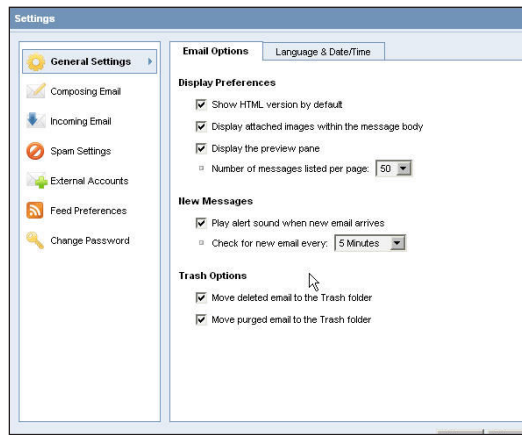 Settings
General Settings
Composing Email
Incoming Email
Spam Settings
External Accounts
Feed Preferences
Change Password
Email Options
Language & Date/Time
Display Preferences
Show HTML version by default
Display attached images within the message body
Display the preview pane
Number of messages listed per page: 50
New Messages
Play alert sound when new email arrives
Check for new email every: 5 Minutes
Trash Options
Move deleted email to the Trash folder
Move purged email to the Trash folder